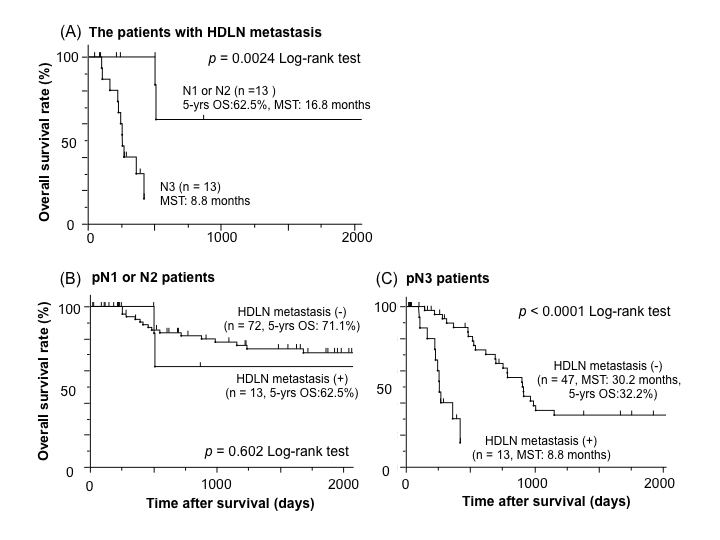 (A) The patients with HDLN metastasis
Overall survival rate (%)
100
50
0
p = 0.0024 Log-rank test
N1 or N2 (n =13 )
5-yrs OS:62.5%, MST: 16.8 months
N3 (n = 13)
MST: 8.8 months
0 1000 2000
(B) pN1 or N2 patients
Overall survival rate (%)
100
50
0
HDLN metastasis (-)
(n = 72, 5-yrs OS: 71.1%)
HDLN metastasis (+)
(n = 13, 5-yrs OS:62.5%)
p = 0.602 Log-rank test
0 1000 2000
Time after survival (days)
(C) pN3 patients
100
50
0
p < 0.0001 Log-rank test
HDLN metastasis (-)
(n = 47, MST: 30.2 months,
5-yrs OS:32.2%)
HDLN metastasis (+)
(n = 13, MST: 8.8 months)
0 1000 2000
Time after survival (days)